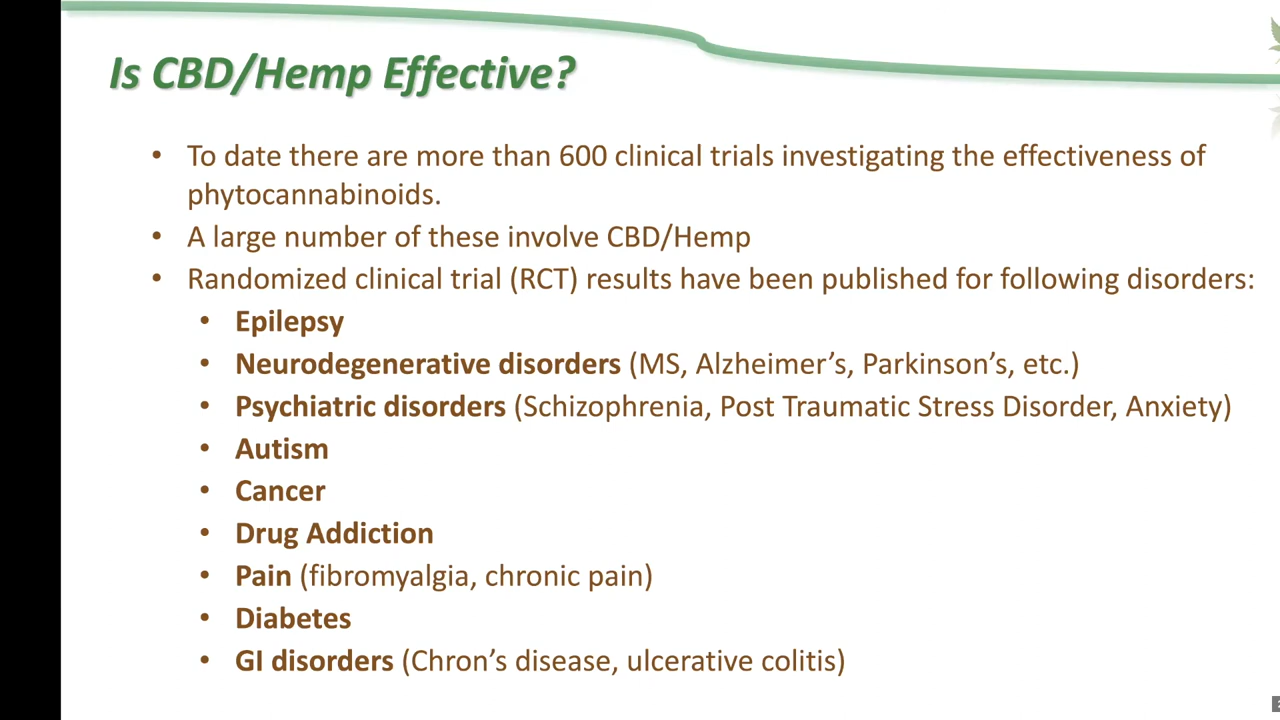 Is CBD/Hemp Effective?
• To date there are more than 600 clinical trials investigating the effectiveness of
phytocannabinoids.
• A large number of these involve CBD/Hemp
• Randomized clinical trial (RCT) results have been published for following disorders:
• Epilepsy
• Neurodegenerative disorders (MS, Alzheimer’s, Parkinson’s, etc.)
• Psychiatric disorders (Schizophrenia, Post Traumatic Stress Disorder, Anxiety)
• Autism
• Cancer
• Drug Addiction
• Pain (fibromyalgia, chronic pain)
• Diabetes
• GI disorders (Chron’s disease, ulcerative colitis)